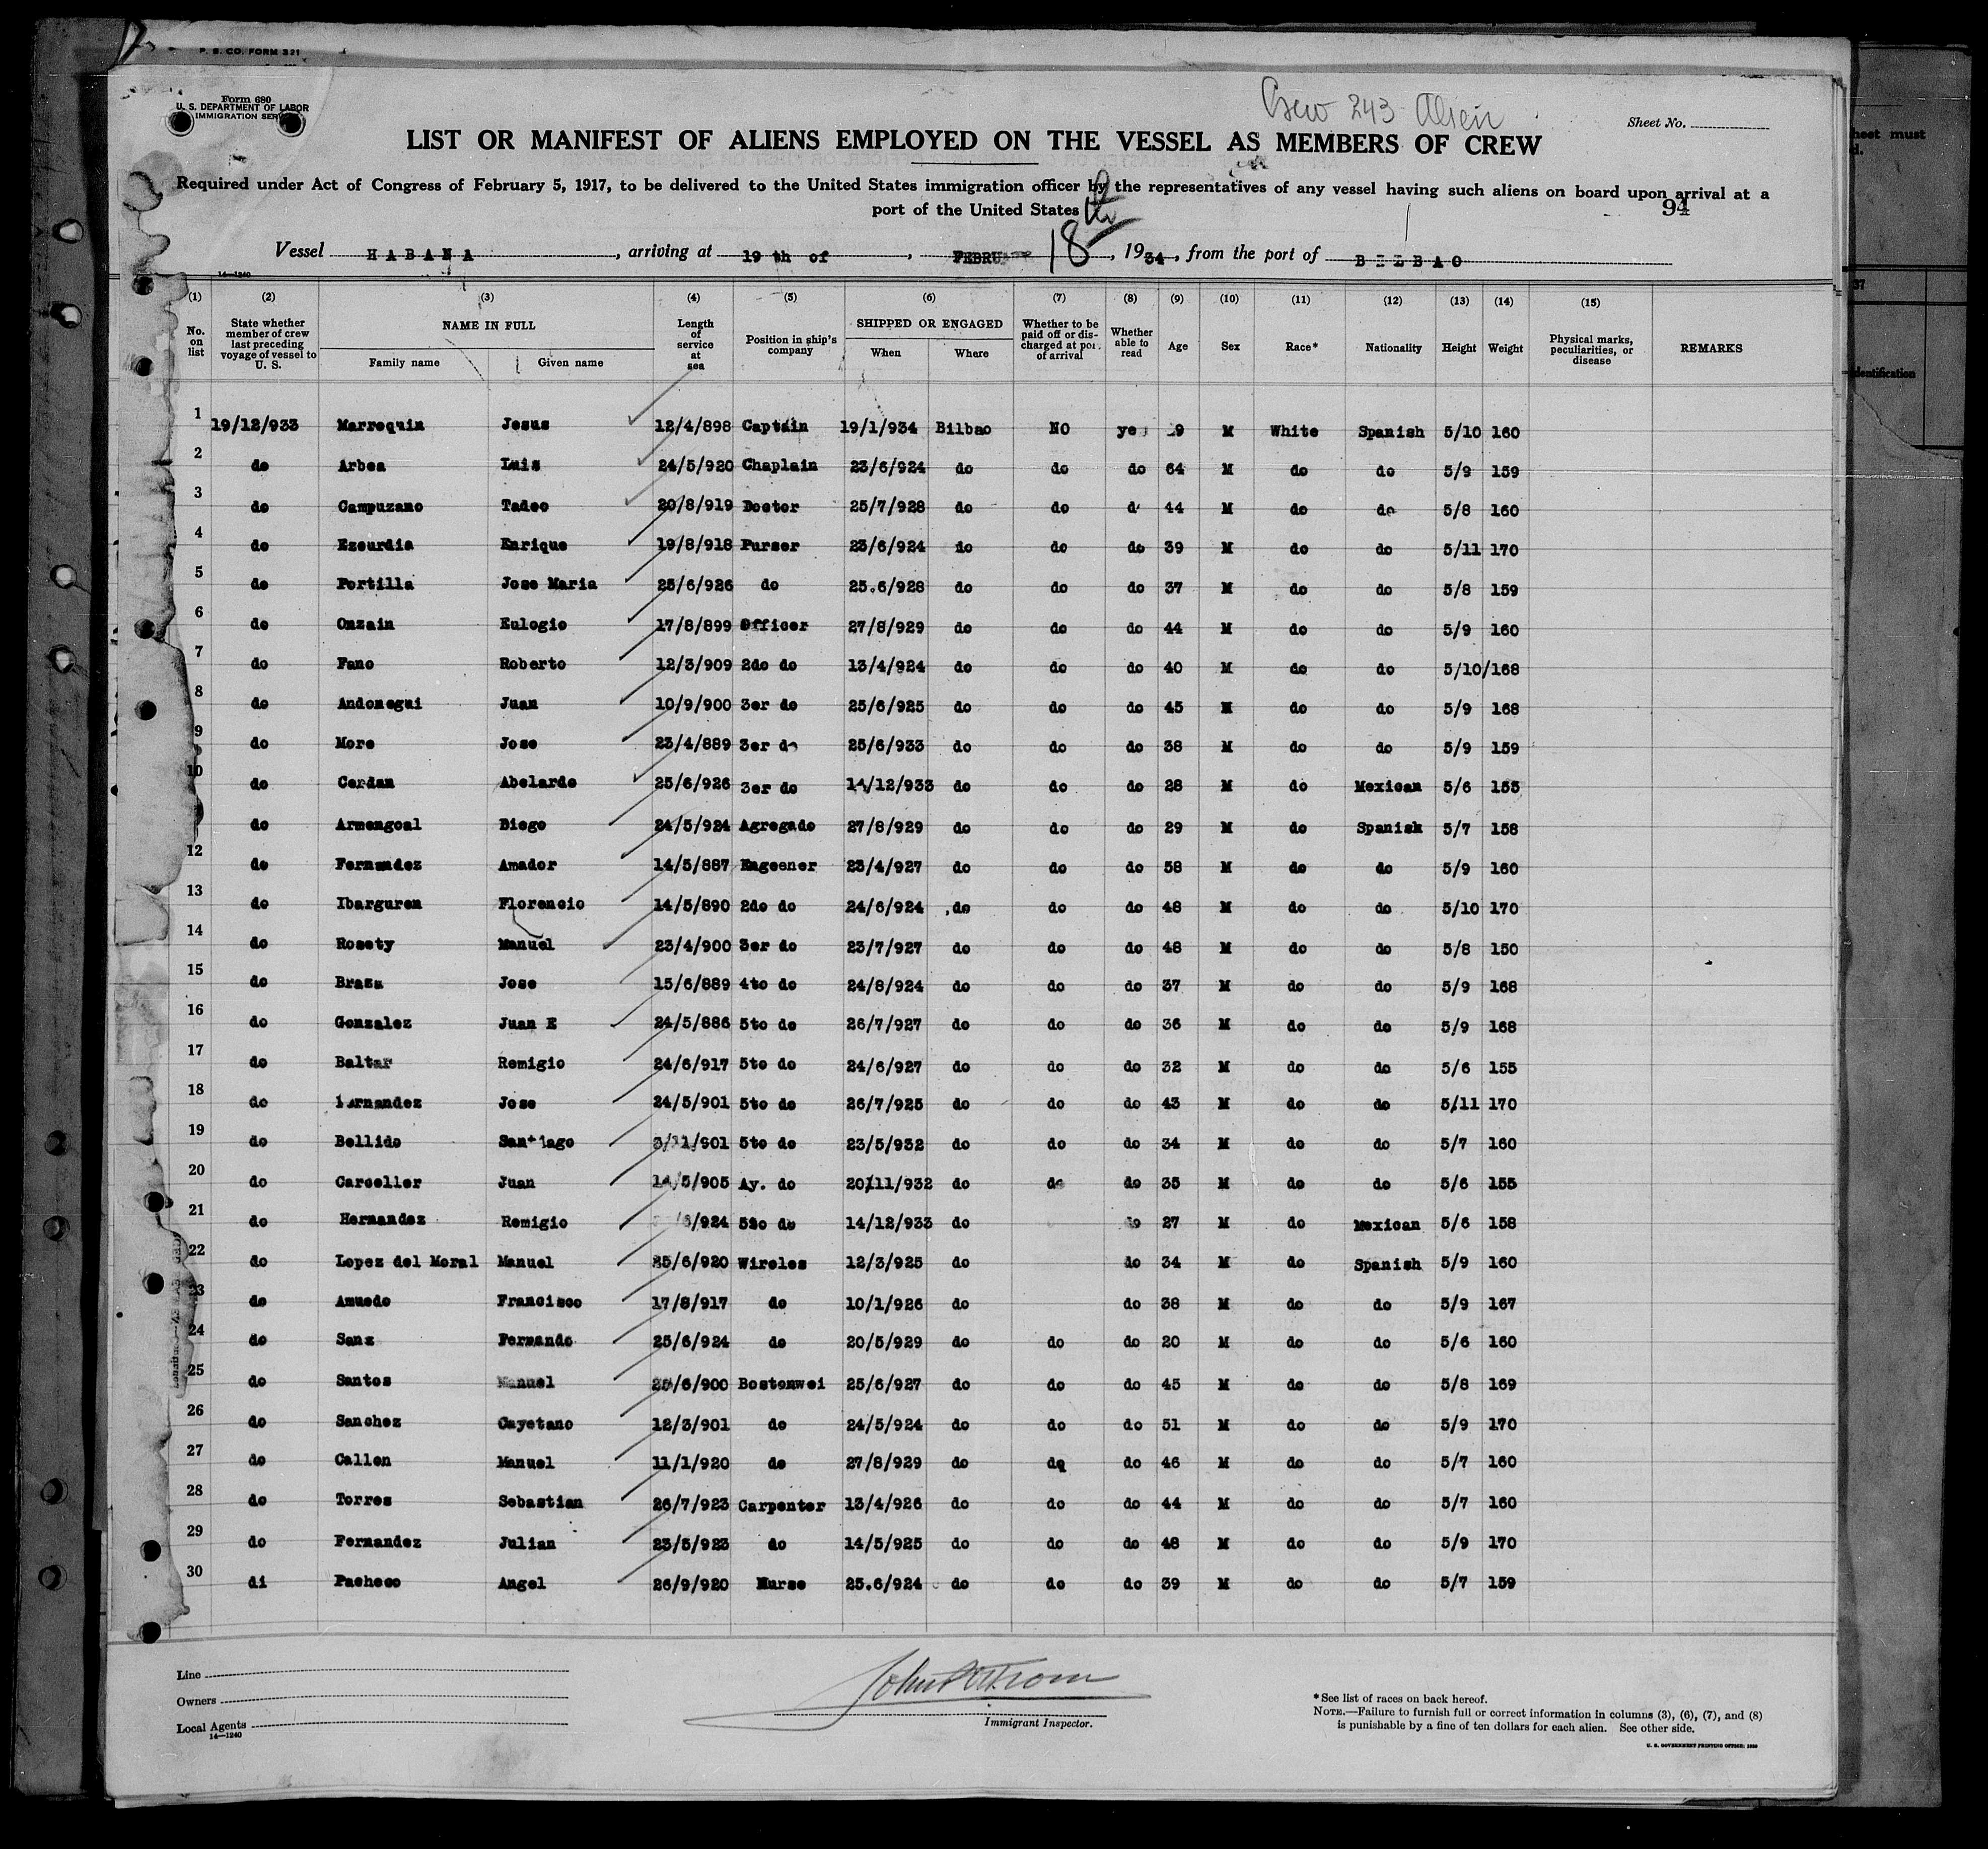 P. S. CO. FORM 321
Form 680
U. S. DEPARTMENT OF LABOR
IMMIGRATION SERVICE
Crew 243 Alien
Sheet No.
LIST OR MANIFEST OF ALIENS EMPLOYED ON THE VESSEL AS MEMBERS OF CREW
Required under Act of Congress of February 5, 1917, to be delivered to the United States immigration officer by the representatives of any vessel having such aliens on board upon arrival at a
port of the United States
94
Vessel HABANA, arriving at 19 th of, FEBRUARY 18, 1934, from the port of BILBAO
14—1240
(1) (2) (3) (4) (5) (6) (7) (8) (9) (10) (11) (12) (13) (14) (15)
No. on list State whether member of crew last preceding voyage of vessel to U. S. NAME IN FULL Family name Given name Length of service at sea Position in ship's company SHIPPED OR ENGAGED When Where Whether to be paid off or discharged at port of arrival Whether able to read Age Sex Race* Nationality Height Weight Physical marks, peculiarities, or disease REMARKS
1 19/12/933 Marroquin Jesus 12/4/898 Captain 19/1/934 Bilbao NO yes 9 M White Spanish 5/10 160
2 do Arbea Luis 24/5/920 Chaplain 23/6/924 do do do 64 M do do 5/9 159
3 do Campuzano Tadeo 20/8/919 Doctor 25/7/928 do do d 44 M do do 5/8 160
4 do Ezcurdia Enrique 19/8/918 Purser 23/6/924 do do do 39 M do do 5/11 170
5 do Portilla Jose Maria 25/6/926 do 25.6/928 do do do 37 M do do 5/8 159
6 do Onzain Eulogio 17/8/899 Officer 27/8/929 do do do 44 M do do 5/9 160
7 do Fano Roberto 12/3/909 2do do 13/4/924 do do do 40 M do do 5/10/168
8 do Andonegui Juan 10/9/900 3er do 25/6/925 do do do 45 M do do 5/9 168
9 do More Jose 23/4/889 3er do 25/6/933 do do do 38 M do do 5/9 159
10 do Cerdan Abelardo 25/6/926 3er do 14/12/933 do do do 28 M do Mexican 5/6 155
do Armengoal Diego 24/5/924 Agregado 27/8/929 do do do 29 M do Spanish 5/7 158
12 do Fernandez Amador 14/5/887 Engeener 23/4/927 do do do 58 M do do 5/9 160
13 do Ibarguren Florencio 14/5/890 2do do 24/6/924 do do do 48 M do do 5/10 170
14 do Rosety Manuel 23/4/900 3er do 23/7/927 do do do 48 M do do 5/8 150
15 do Braza Jose 15/6/889 4to do 24/8/924 do do do 37 M do do 5/9 168
16 do Gonzalez Juan E 24/5/886 5to do 26/7/927 do do do 36 M do do 5/9 168
17 do Baltar Remigio 24/6/917 5to do 24/6/927 do do do 32 M do do 5/6 155
18 do Fernandez Jose 24/5/901 5to do 26/7/925 do do do 43 M do do 5/11 170
19 do Bellido Santiago 3/11/901 5to do 23/5/932 do do do 34 M do do 5/7 160
20 do Carceller Juan 14/5/905 Ay. do 20/11/932 do do do 35 M do do 5/6 155
21 do Hernandez Remigio /6/924 5to do 14/12/933 do do 27 M do Mexican 5/6 158
22 do Lopez del Moral Manuel 25/6/920 Wireles 12/3/925 do do 34 M do Spanish 5/9 160
23 do Amuedo Francisco 17/8/917 do 10/1/926 do do 38 M do do 5/9 167
24 do Sanz Fernando 25/6/924 do 20/5/929 do do do 20 M do do 5/6 160
25 do Santos Manuel 25/6/900 Bostonwei 25/6/927 do do do 45 M do do 5/8 169
26 do Sanchez Cayetano 12/3/901 do 24/5/924 do do do 51 M do do 5/9 170
27 do Callen Manuel 11/1/920 do 27/8/929 do do do 46 M do do 5/7 160
28 do Torres Sebastian 26/7/923 Carpenter 13/4/926 do do do 44 M do do 5/7 160
29 do Fernandez Julian 23/5/923 do 14/5/925 do do do 48 M do do 5/9 170
30 di Pacheco Angel 26/9/920 Nurse 25.6/924 do do do 39 M do do 5/7 159
Line
Owners
Local Agents
14—1240
Immigrant Inspector.
*See list of races on back hereof.
NOTE.—Failure to furnish full or correct information in columns (3), (6), (7), and (8)
is punishable by a fine of ten dollars for each alien. See other side.
U. S. GOVERNMENT PRINTING OFFICE: 1930